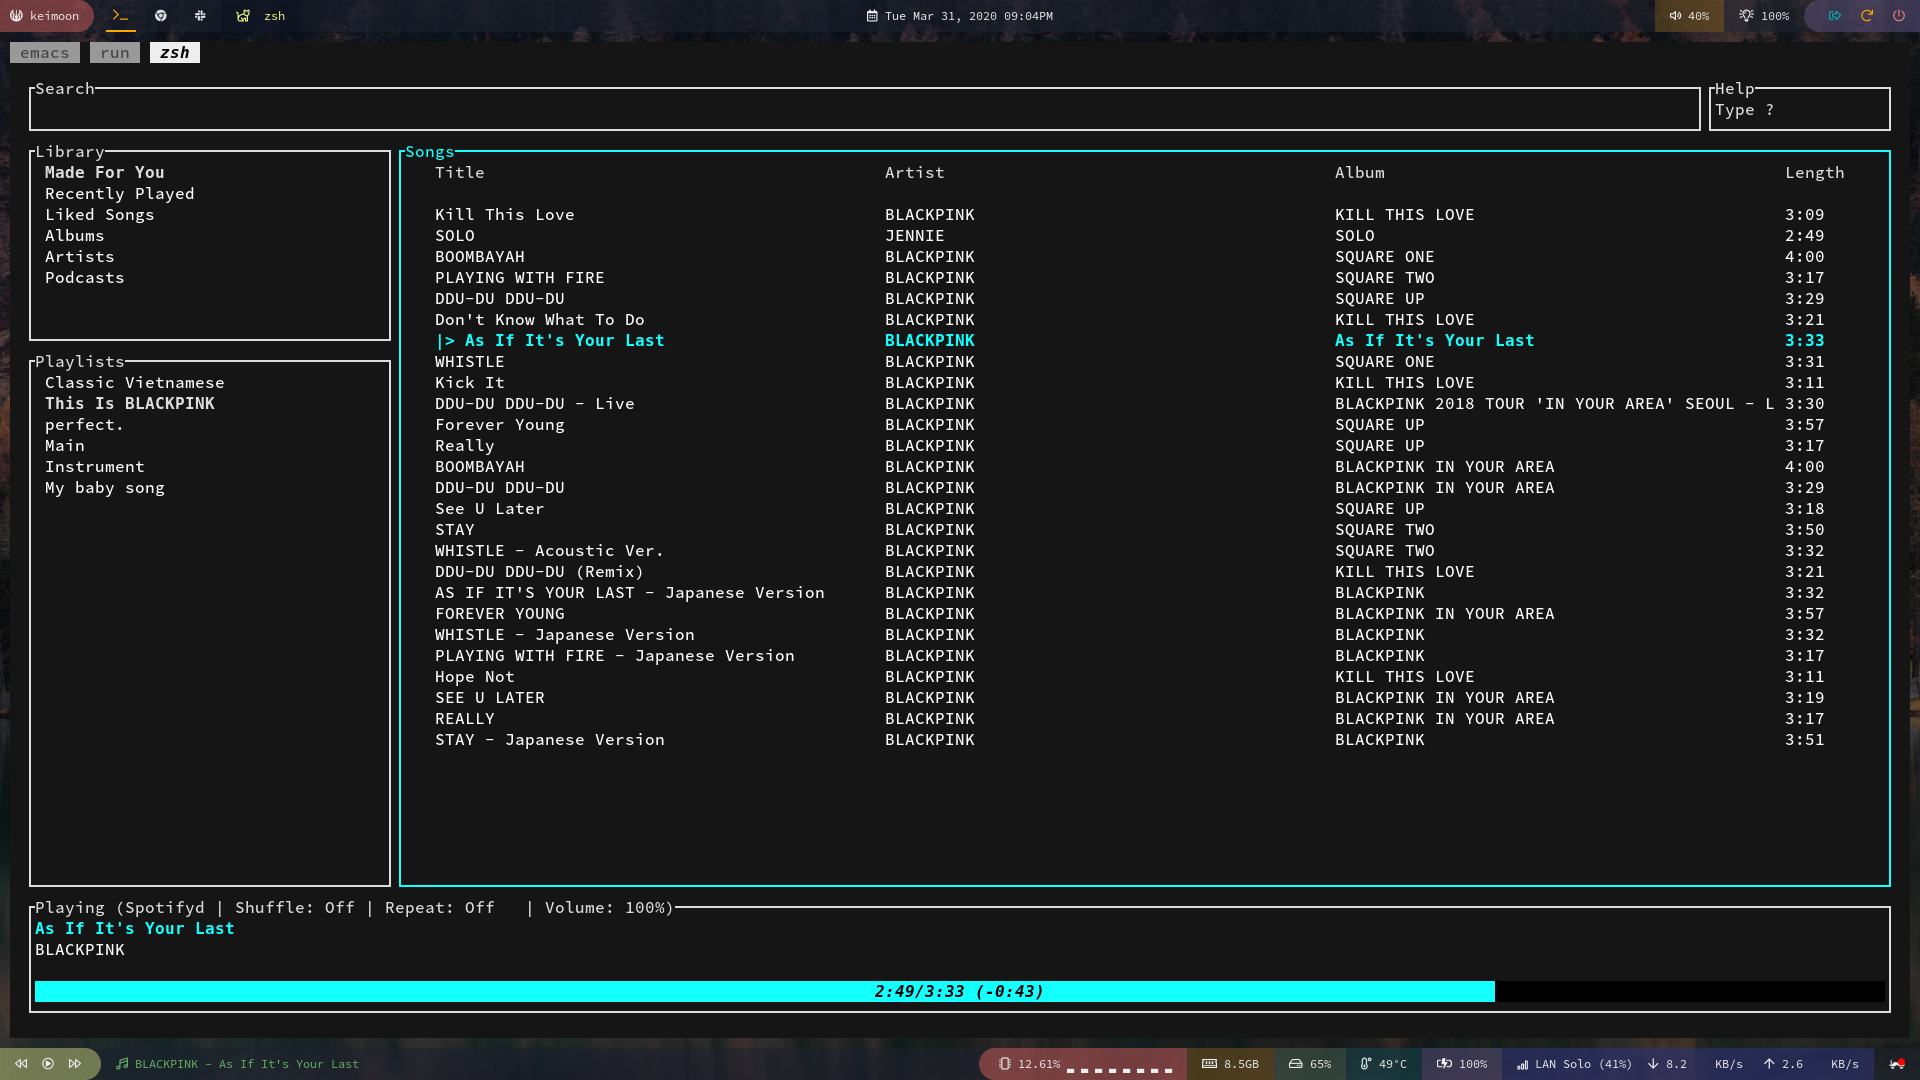 keimoon zsh Tue Mar 31, 2020 09:04PM 40% 100%
emacs run zsh
Search
Help
Type ?
Library
Made For You
Recently Played
Liked Songs
Albums
Artists
Podcasts
Playlists
Classic Vietnamese
This Is BLACKPINK
perfect.
Main
Instrument
My baby song
Songs
Title Artist Album Length
Kill This Love BLACKPINK KILL THIS LOVE 3:09
SOLO JENNIE SOLO 2:49
BOOMBAYAH BLACKPINK SQUARE ONE 4:00
PLAYING WITH FIRE BLACKPINK SQUARE TWO 3:17
DDU-DU DDU-DU BLACKPINK SQUARE UP 3:29
Don't Know What To Do BLACKPINK KILL THIS LOVE 3:21
|> As If It's Your Last BLACKPINK As If It's Your Last 3:33
WHISTLE BLACKPINK SQUARE ONE 3:31
Kick It BLACKPINK KILL THIS LOVE 3:11
DDU-DU DDU-DU - Live BLACKPINK BLACKPINK 2018 TOUR 'IN YOUR AREA' SEOUL - L 3:30
Forever Young BLACKPINK SQUARE UP 3:57
Really BLACKPINK SQUARE UP 3:17
BOOMBAYAH BLACKPINK BLACKPINK IN YOUR AREA 4:00
DDU-DU DDU-DU BLACKPINK BLACKPINK IN YOUR AREA 3:29
See U Later BLACKPINK SQUARE UP 3:18
STAY BLACKPINK SQUARE TWO 3:50
WHISTLE - Acoustic Ver. BLACKPINK SQUARE TWO 3:32
DDU-DU DDU-DU (Remix) BLACKPINK KILL THIS LOVE 3:21
AS IF IT'S YOUR LAST - Japanese Version BLACKPINK BLACKPINK 3:32
FOREVER YOUNG BLACKPINK BLACKPINK IN YOUR AREA 3:57
WHISTLE - Japanese Version BLACKPINK BLACKPINK 3:32
PLAYING WITH FIRE - Japanese Version BLACKPINK BLACKPINK 3:17
Hope Not BLACKPINK KILL THIS LOVE 3:11
SEE U LATER BLACKPINK BLACKPINK IN YOUR AREA 3:19
REALLY BLACKPINK BLACKPINK IN YOUR AREA 3:17
STAY - Japanese Version BLACKPINK BLACKPINK 3:51
Playing (Spotifyd | Shuffle: Off | Repeat: Off | Volume: 100%)
As If It's Your Last
BLACKPINK
2:49/3:33 (-0:43)
BLACKPINK - As If It's Your Last 12.61% 8.5GB 65% 49°C 100% LAN Solo (41%) 8.2 KB/s 2.6 KB/s